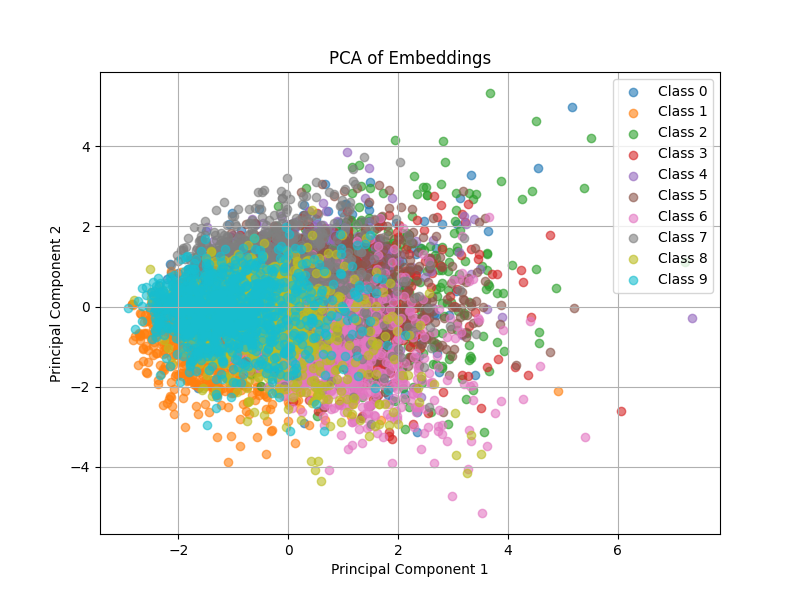 PCA of Embeddings
Class 0
Class 1
Class 2
Class 3
Class 4
Class 5
Class 6
Class 7
Class 8
Class 9
Principal Component 2
4
2
0
−2
−4
−2
0
2
4
6
Principal Component 1